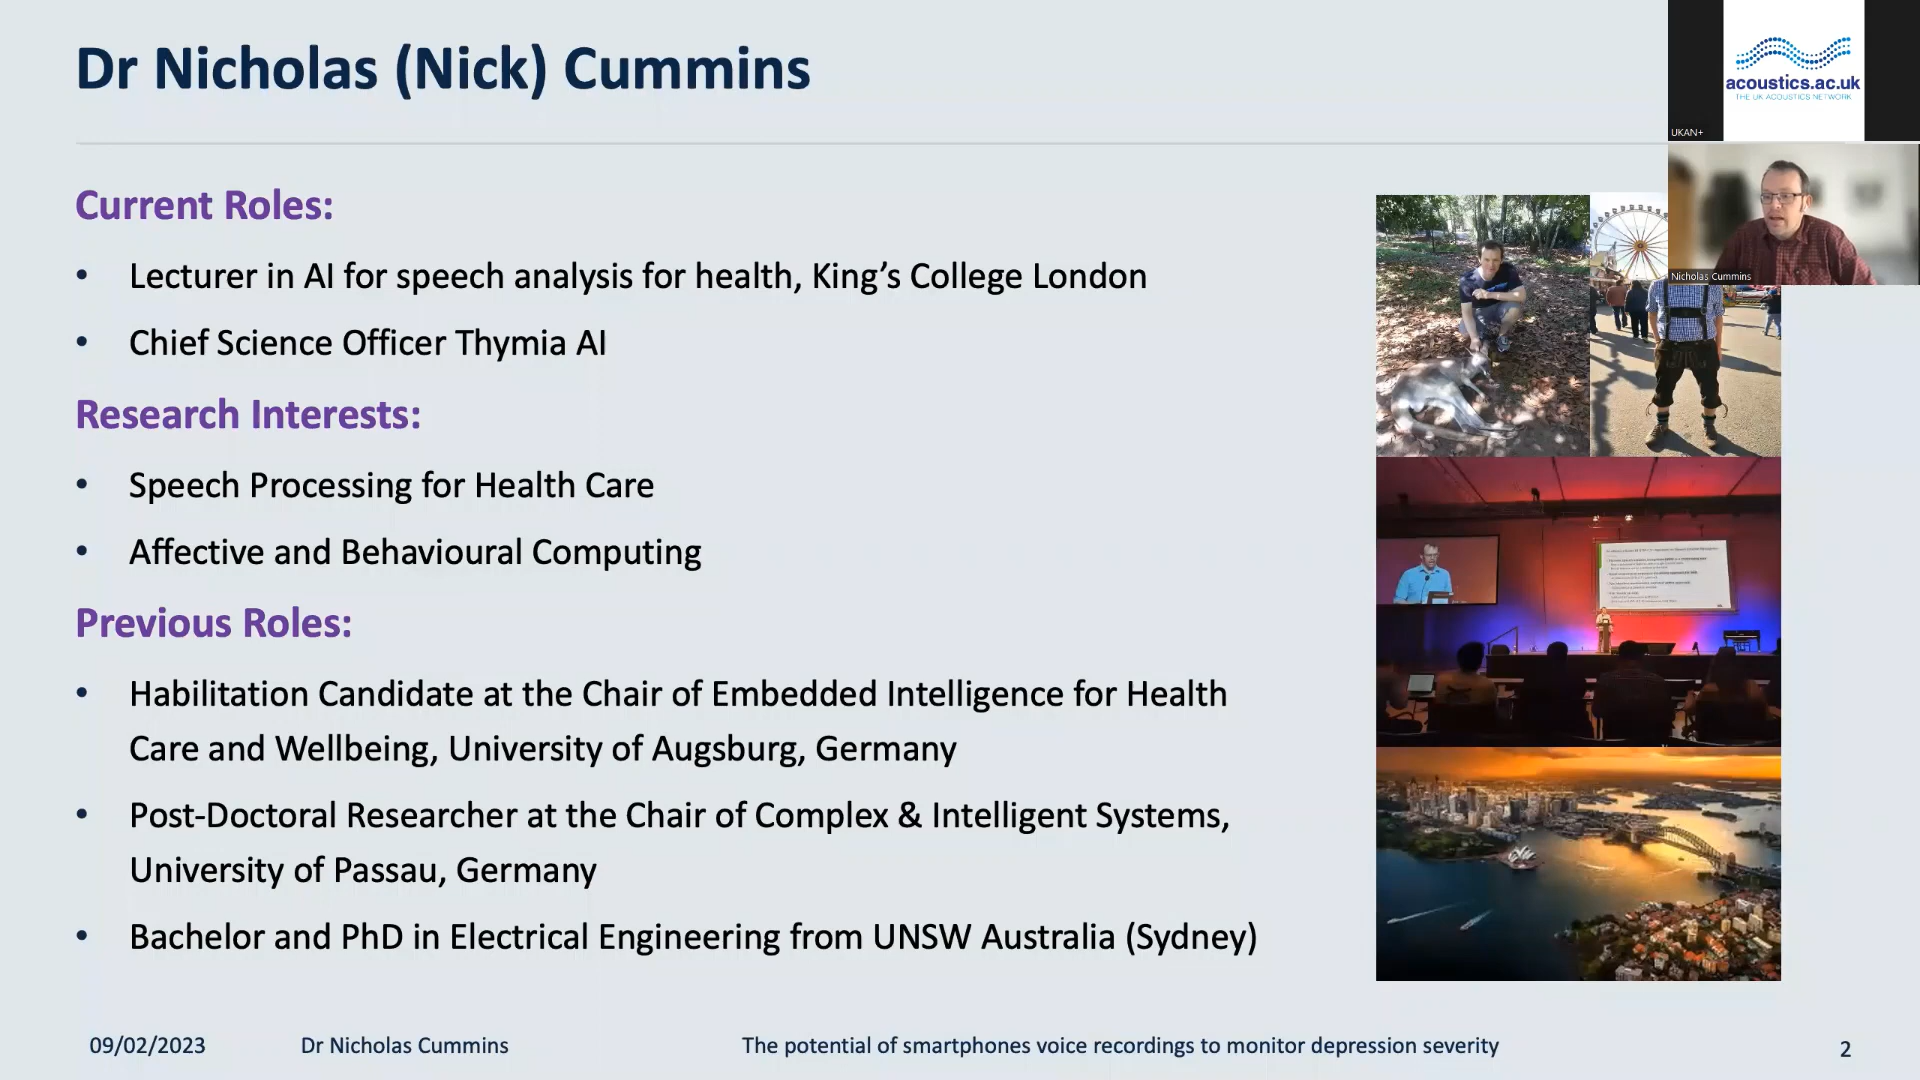 Dr Nicholas (Nick) Cummins
acoustics.ac.uk
THE UK ACOUSTICS NETWORK
UKAN+
Nicholas Cummins
Current Roles:
• Lecturer in AI for speech analysis for health, King’s College London
• Chief Science Officer Thymia AI
Research Interests:
• Speech Processing for Health Care
• Affective and Behavioural Computing
Previous Roles:
• Habilitation Candidate at the Chair of Embedded Intelligence for Health
Care and Wellbeing, University of Augsburg, Germany
• Post-Doctoral Researcher at the Chair of Complex & Intelligent Systems,
University of Passau, Germany
• Bachelor and PhD in Electrical Engineering from UNSW Australia (Sydney)
09/02/2023
Dr Nicholas Cummins
The potential of smartphones voice recordings to monitor depression severity
2